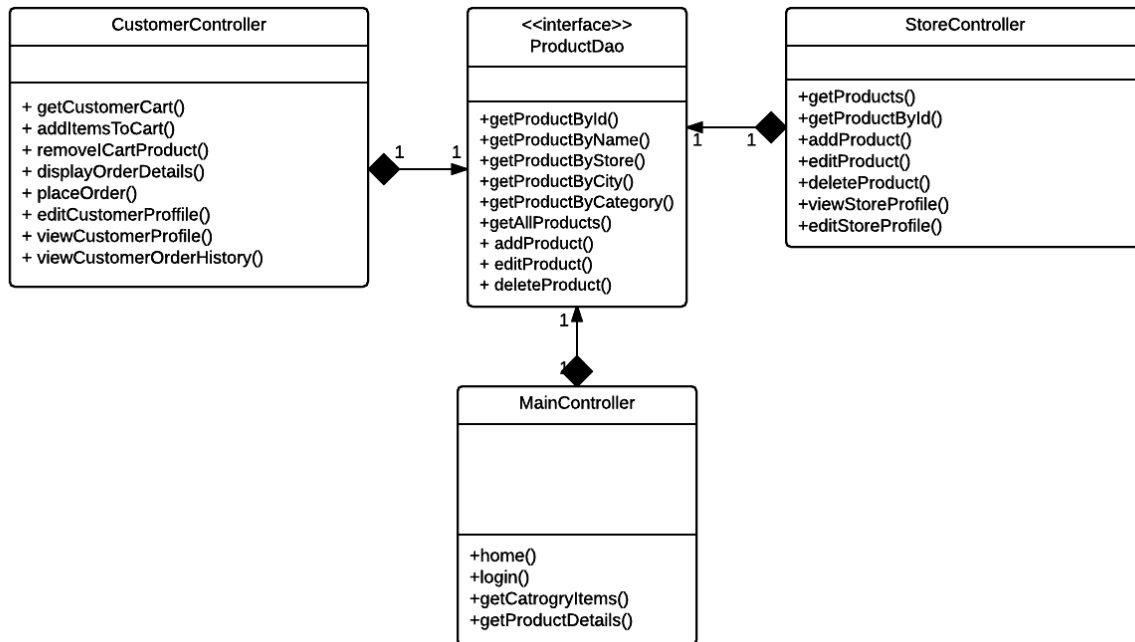 CustomerController
+ getCustomerCart()
+ addItemsToCart()
+ removeICartProduct()
+ displayOrderDetails()
+ placeOrder()
+ editCustomerProffile()
+ viewCustomerProfile()
+ viewCustomerOrderHistory()
1
1
<<interface>>
ProductDao
+getProductById()
+getProductByName()
+getProductByStore()
+getProductByCity()
+getProductByCategory()
+getAllProducts()
+ addProduct()
+ editProduct()
+ deleteProduct()
1
1
StoreController
+getProducts()
+getProductById()
+addProduct()
+editProduct()
+deleteProduct()
+viewStoreProfile()
+editStoreProfile()
1
1
MainController
+home()
+login()
+getCatrogryItems()
+getProductDetails()